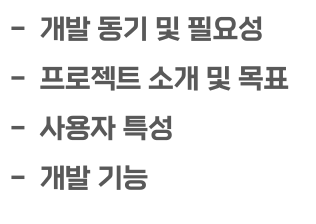 - 개발 동기 및 필요성
- 프로젝트 소개 및 목표
- 사용자 특성
- 개발 기능